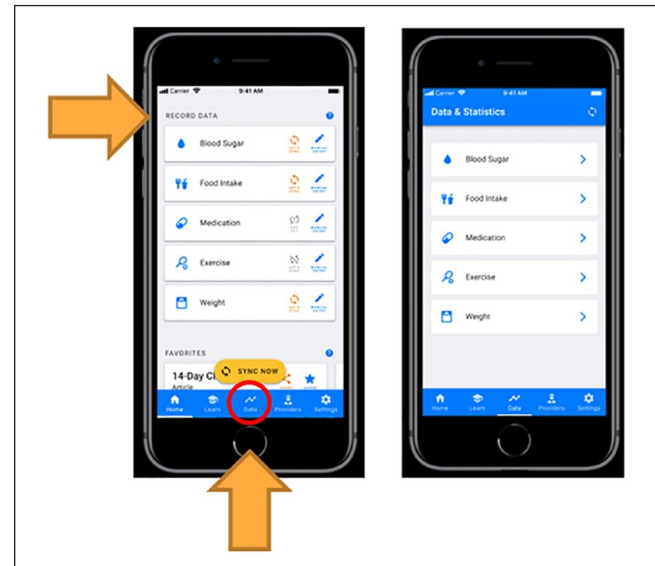 Carrier 9:41 AM
RECORD DATA
Blood Sugar
Food Intake
Medication
Exercise
Weight
FAVORITES
14-Day
Article
SYNC NOW
Home Learn Data Providers Settings
Carrier 9:41 AM
Data & Statistics
Blood Sugar
Food Intake
Medication
Exercise
Weight
Home Learn Data Providers Settings